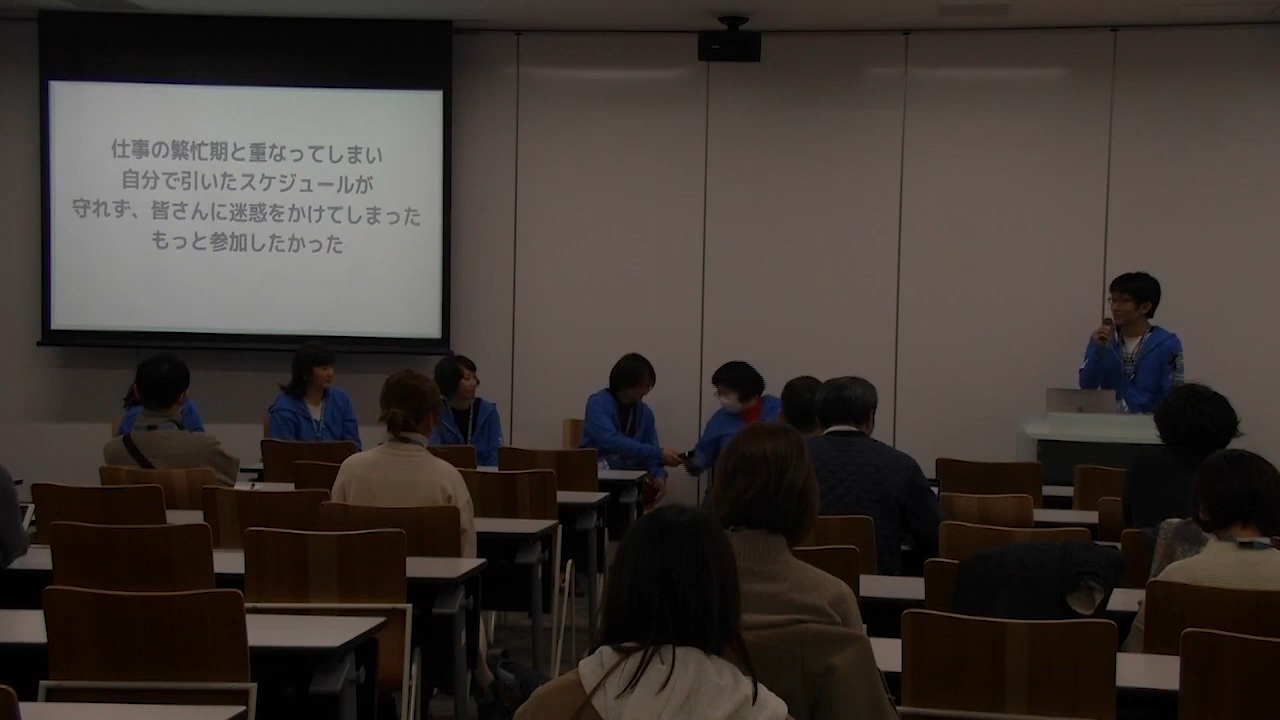 仕事の繁忙期と重なってしまい
自分で引いたスケジュールが
守れず、皆さんに迷惑をかけてしまった
もっと参加したかった